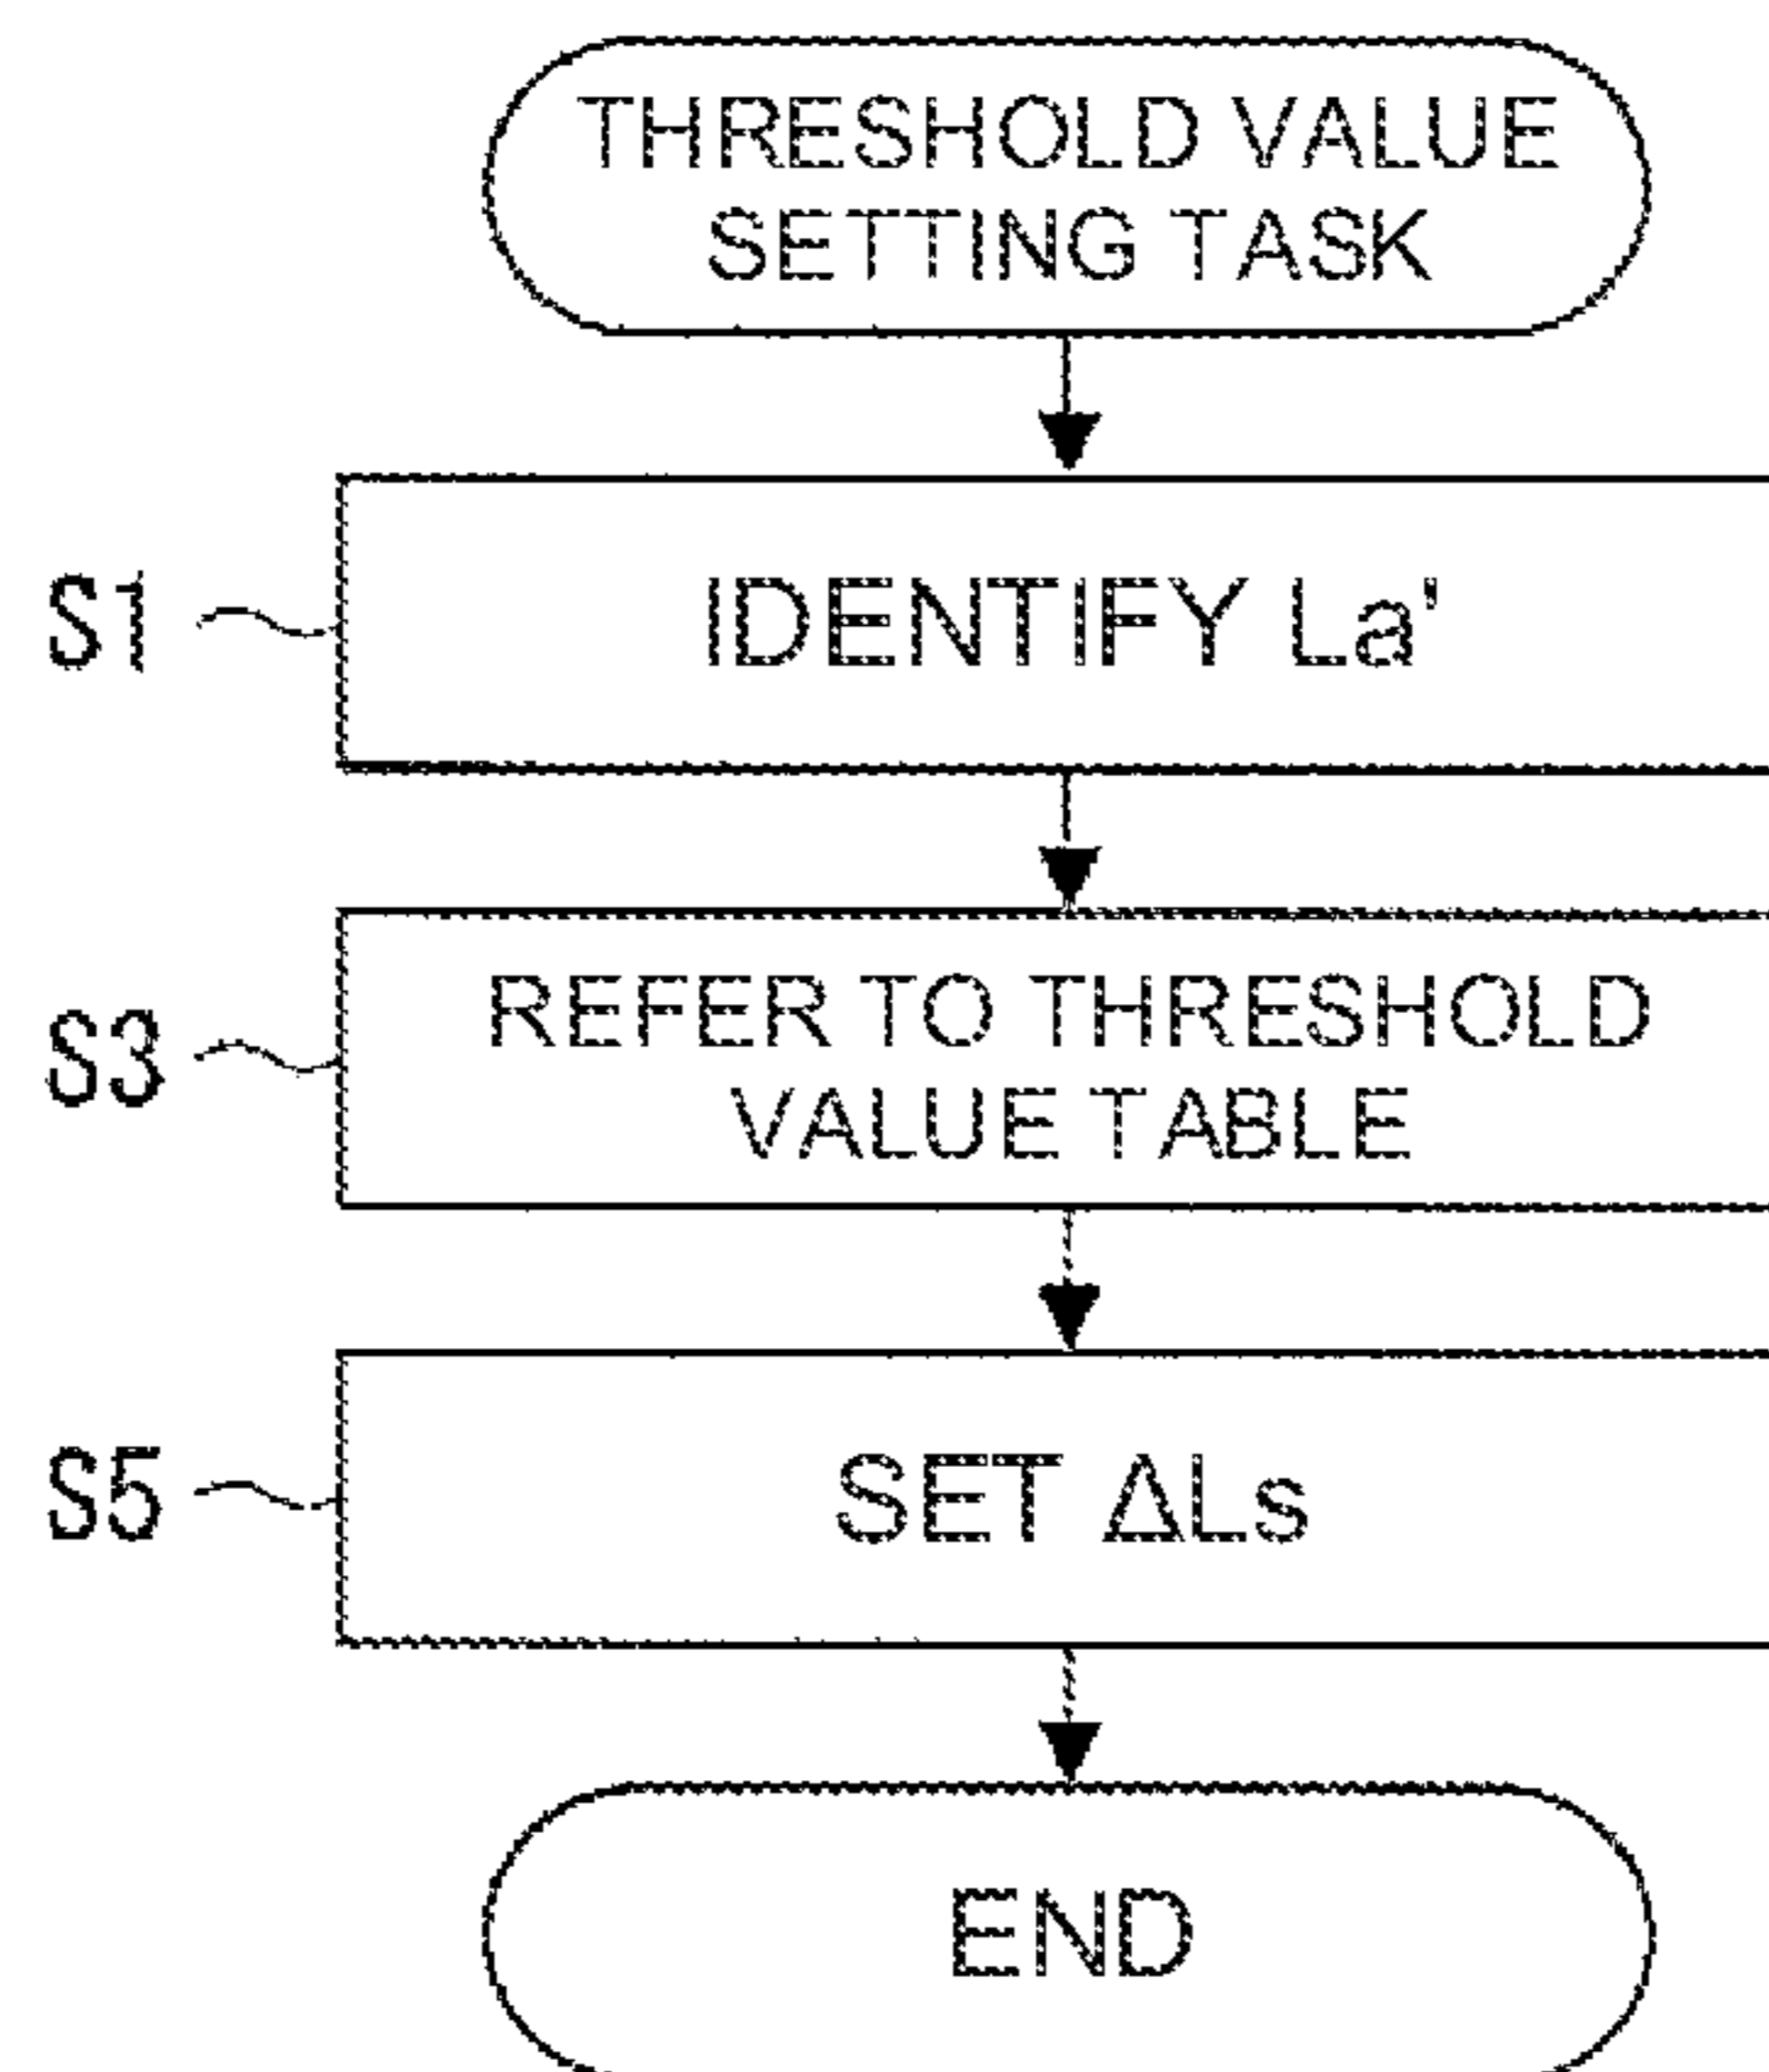 THRESHOLD VALUE
SETTING TASK
S1
IDENTIFY La'
S3
REFER TO THRESHOLD
VALUE TABLE
S5
SET ΔLs
END